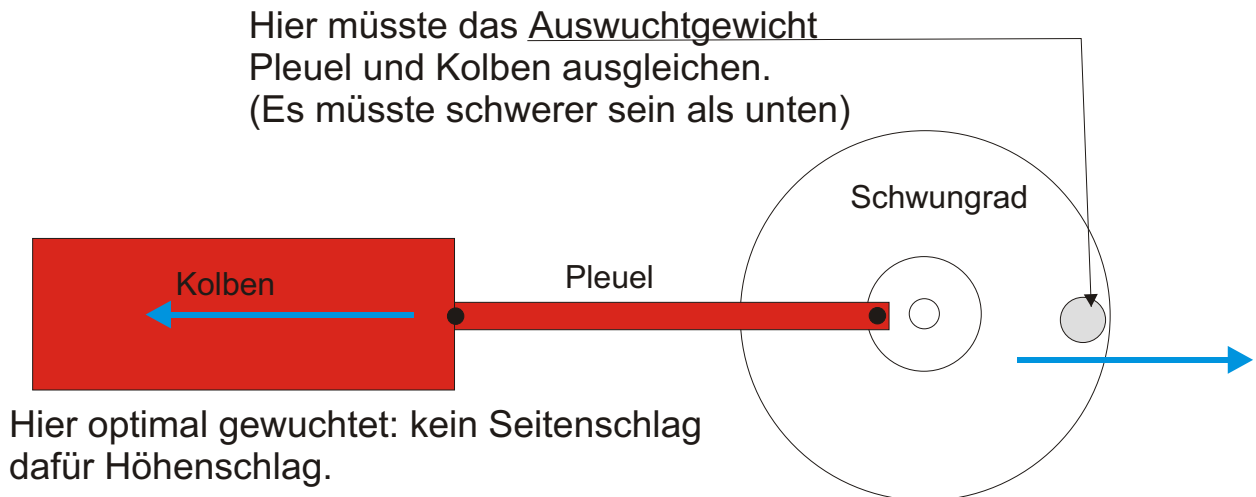 Hier müsste das Auswuchtgewicht
Pleuel und Kolben ausgleichen.
(Es müsste schwerer sein als unten)
Schwungrad
Pleuel
Kolben
Hier optimal gewuchtet: kein Seitenschlag
dafür Höhenschlag.